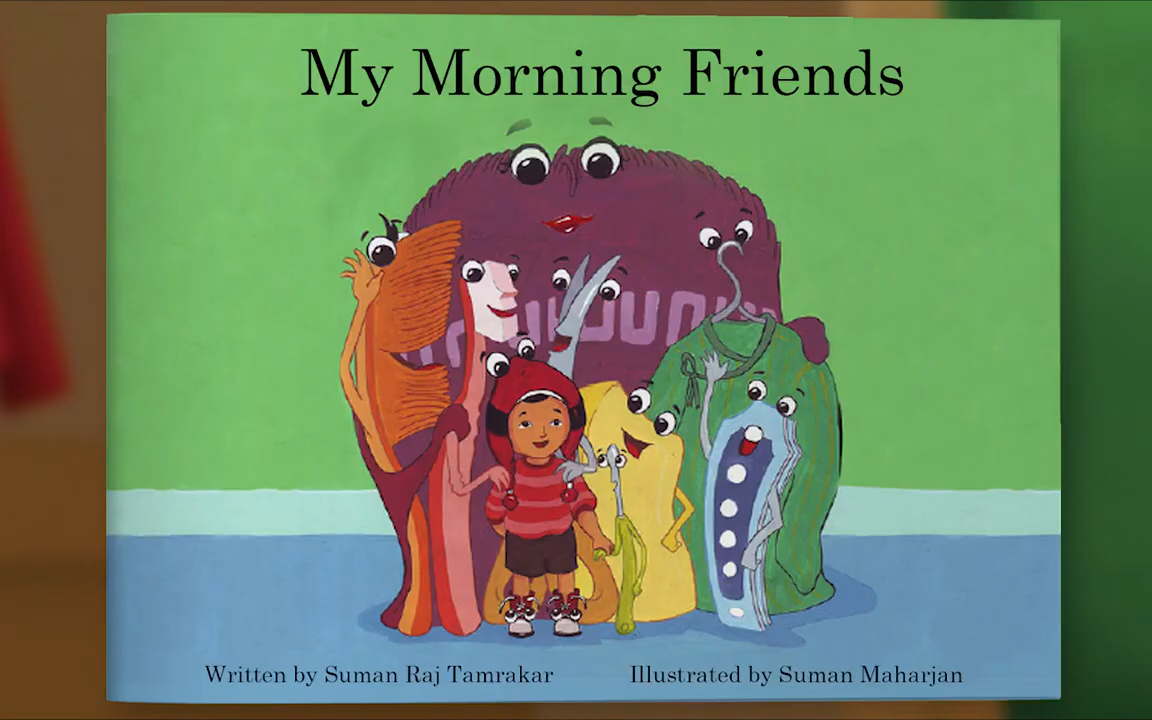 My Morning Friends
Written by Suman Raj Tamrakar
Illustrated by Suman Maharjan